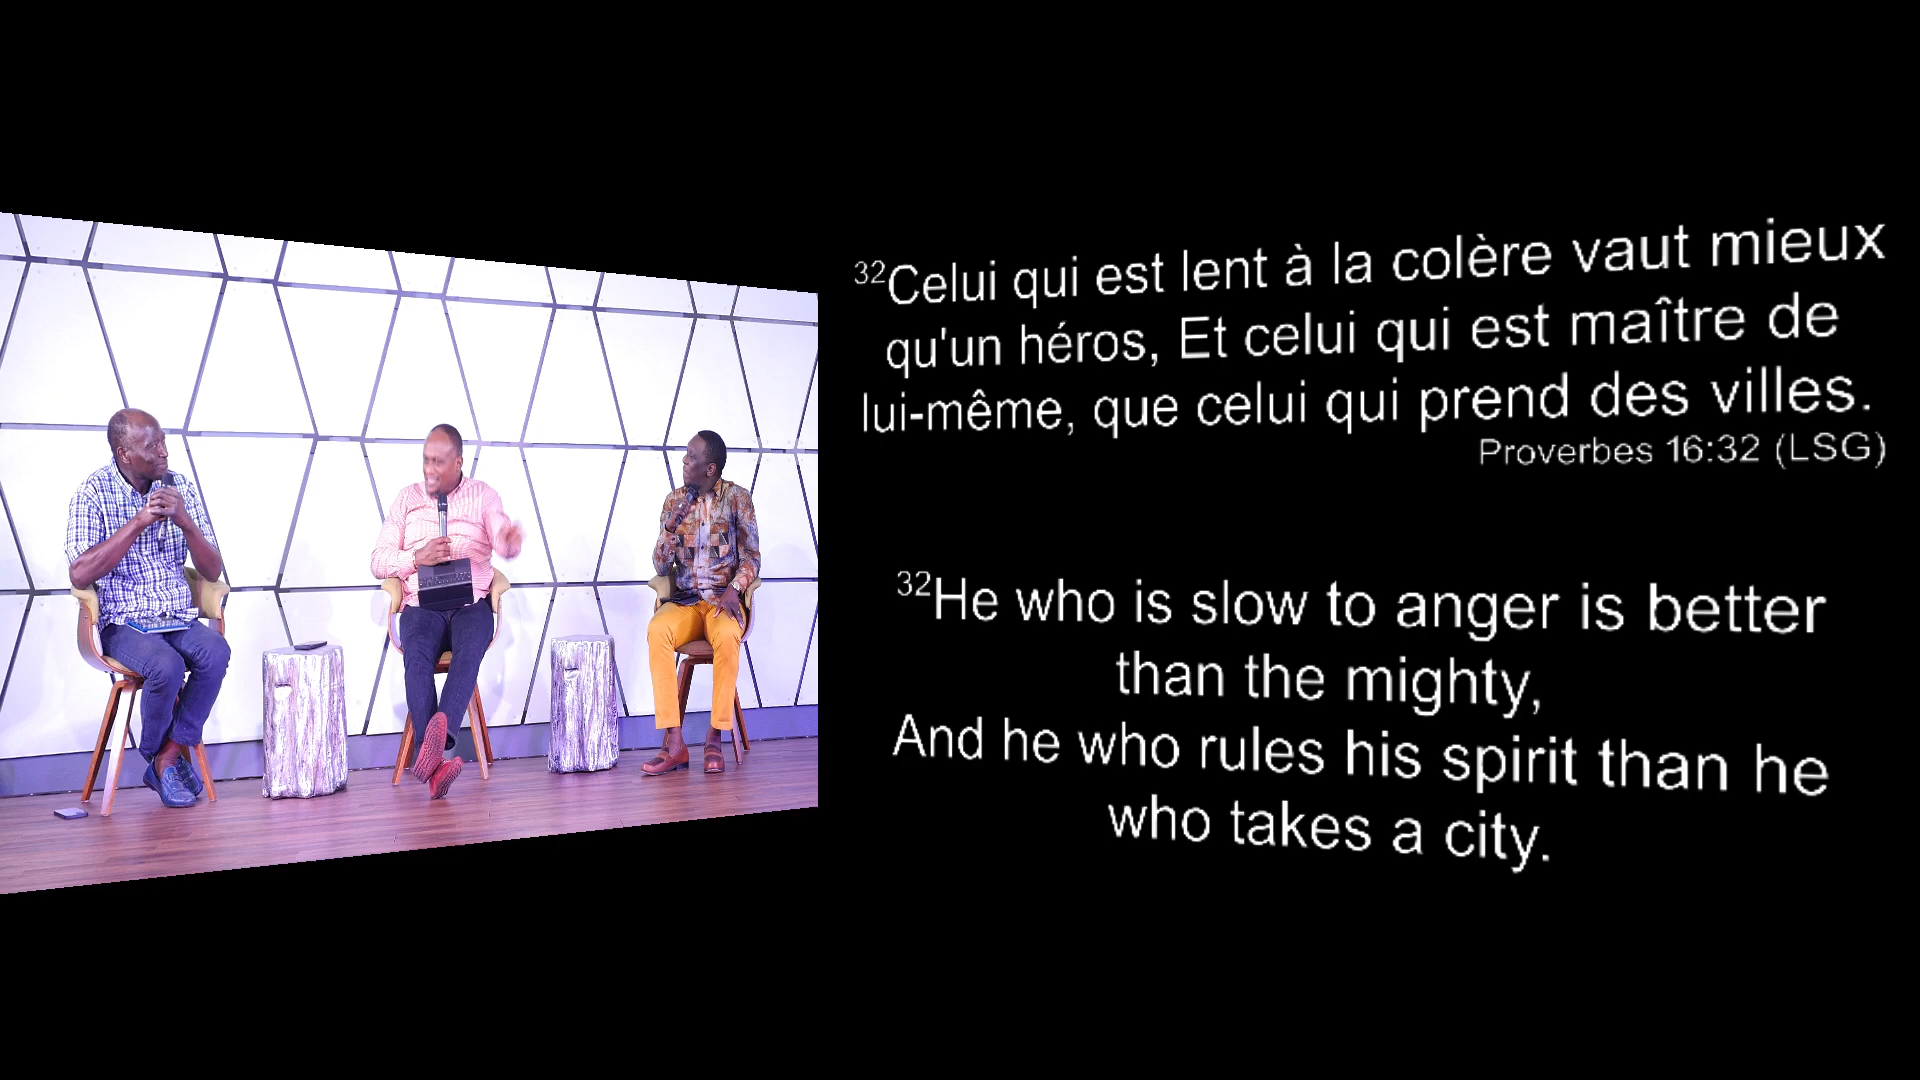 32Celui qui est lent à la colère vaut mieux
qu'un héros, Et celui qui est maître de
lui-même, que celui qui prend des villes.
Proverbes 16:32 (LSG)
32He who is slow to anger is better
than the mighty,
And he who rules his spirit than he
who takes a city.